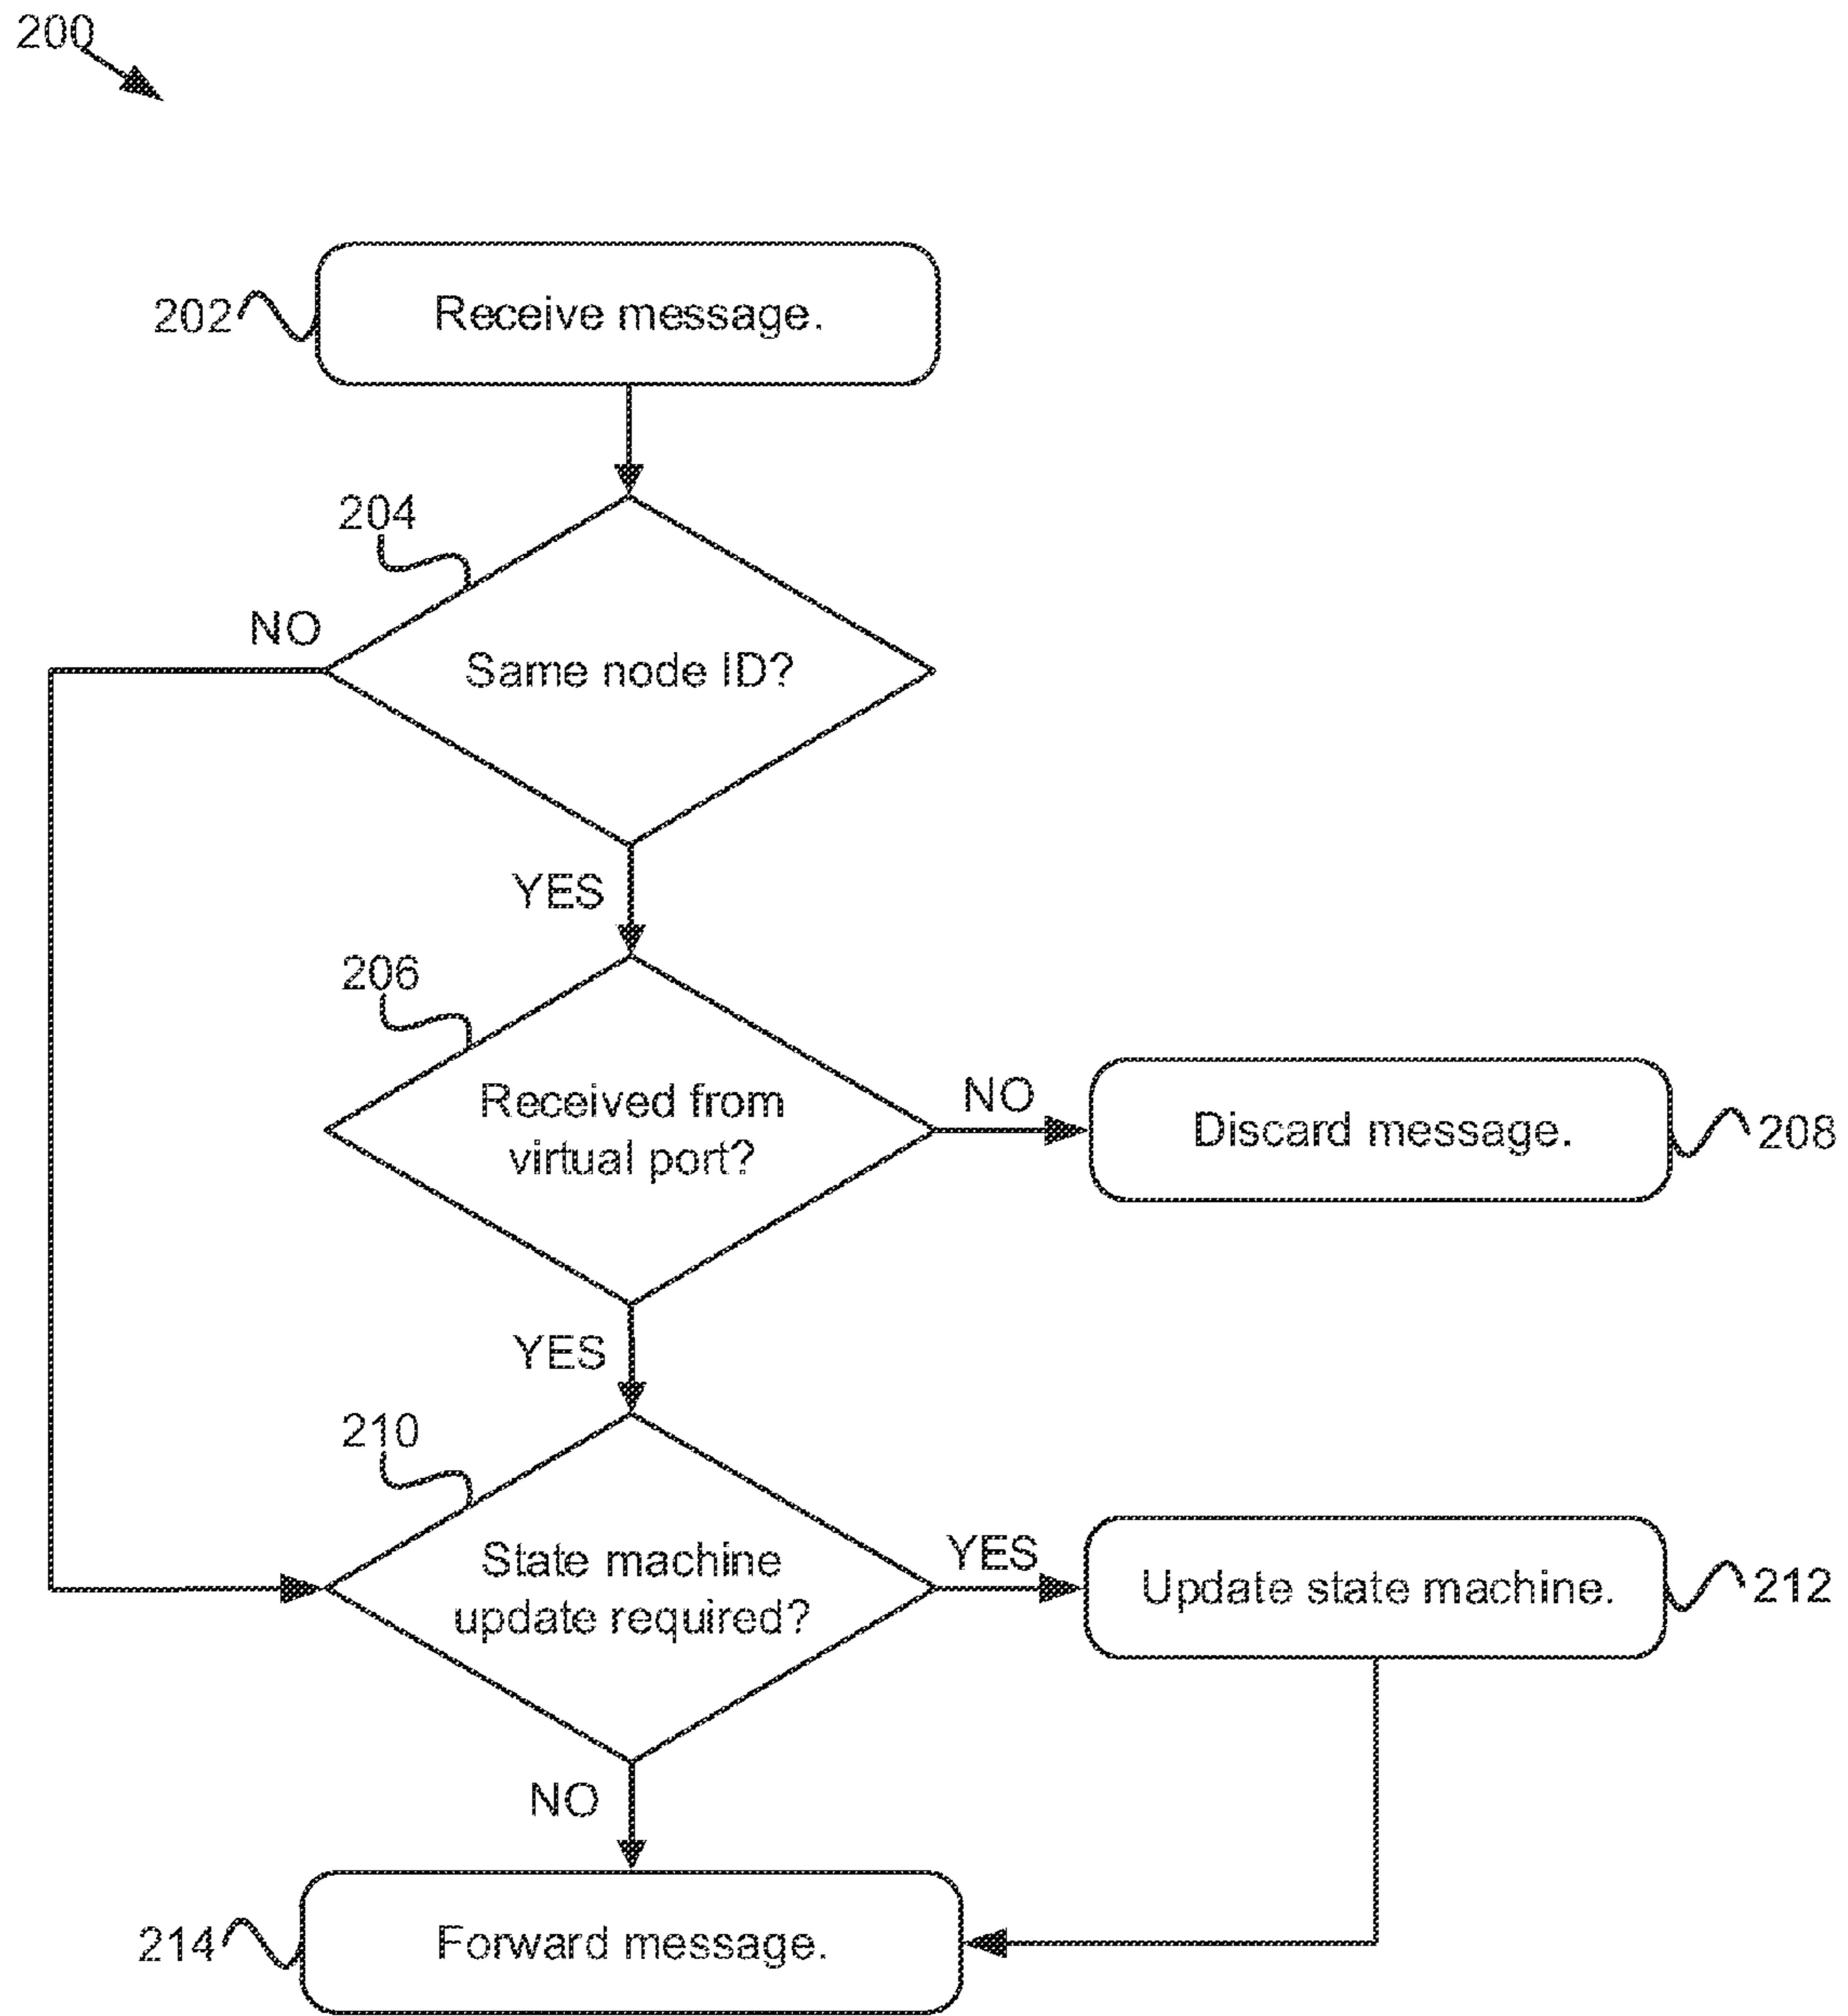 200
202
Receive message.
204
NO
Same node ID?
YES
206
Received from
virtual port?
NO
Discard message.
208
YES
210
State machine
update required?
YES
Update state machine.
212
NO
214
Forward message.